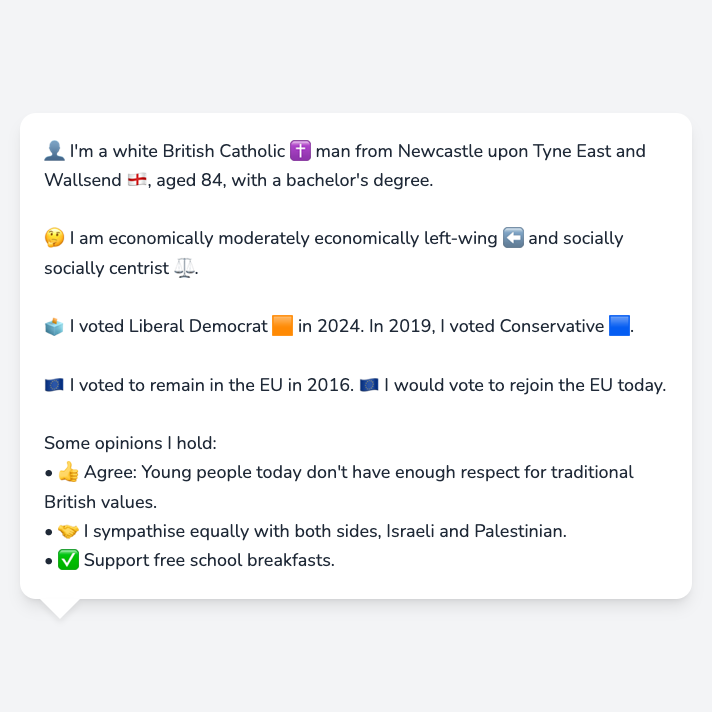 👤 I'm a white British Catholic ✝️ man from Newcastle upon Tyne East and
Wallsend 🏴󠁧󠁢󠁥󠁮󠁧󠁿, aged 84, with a bachelor's degree.
🤔 I am economically moderately economically left-wing ⬅️ and socially
socially centrist ⚖️.
🗳️ I voted Liberal Democrat 🟧 in 2024. In 2019, I voted Conservative 🟦.
🇪🇺 I voted to remain in the EU in 2016. 🇪🇺 I would vote to rejoin the EU today.
Some opinions I hold:
• 👍 Agree: Young people today don't have enough respect for traditional
British values.
• 🤝 I sympathise equally with both sides, Israeli and Palestinian.
• ✅ Support free school breakfasts.